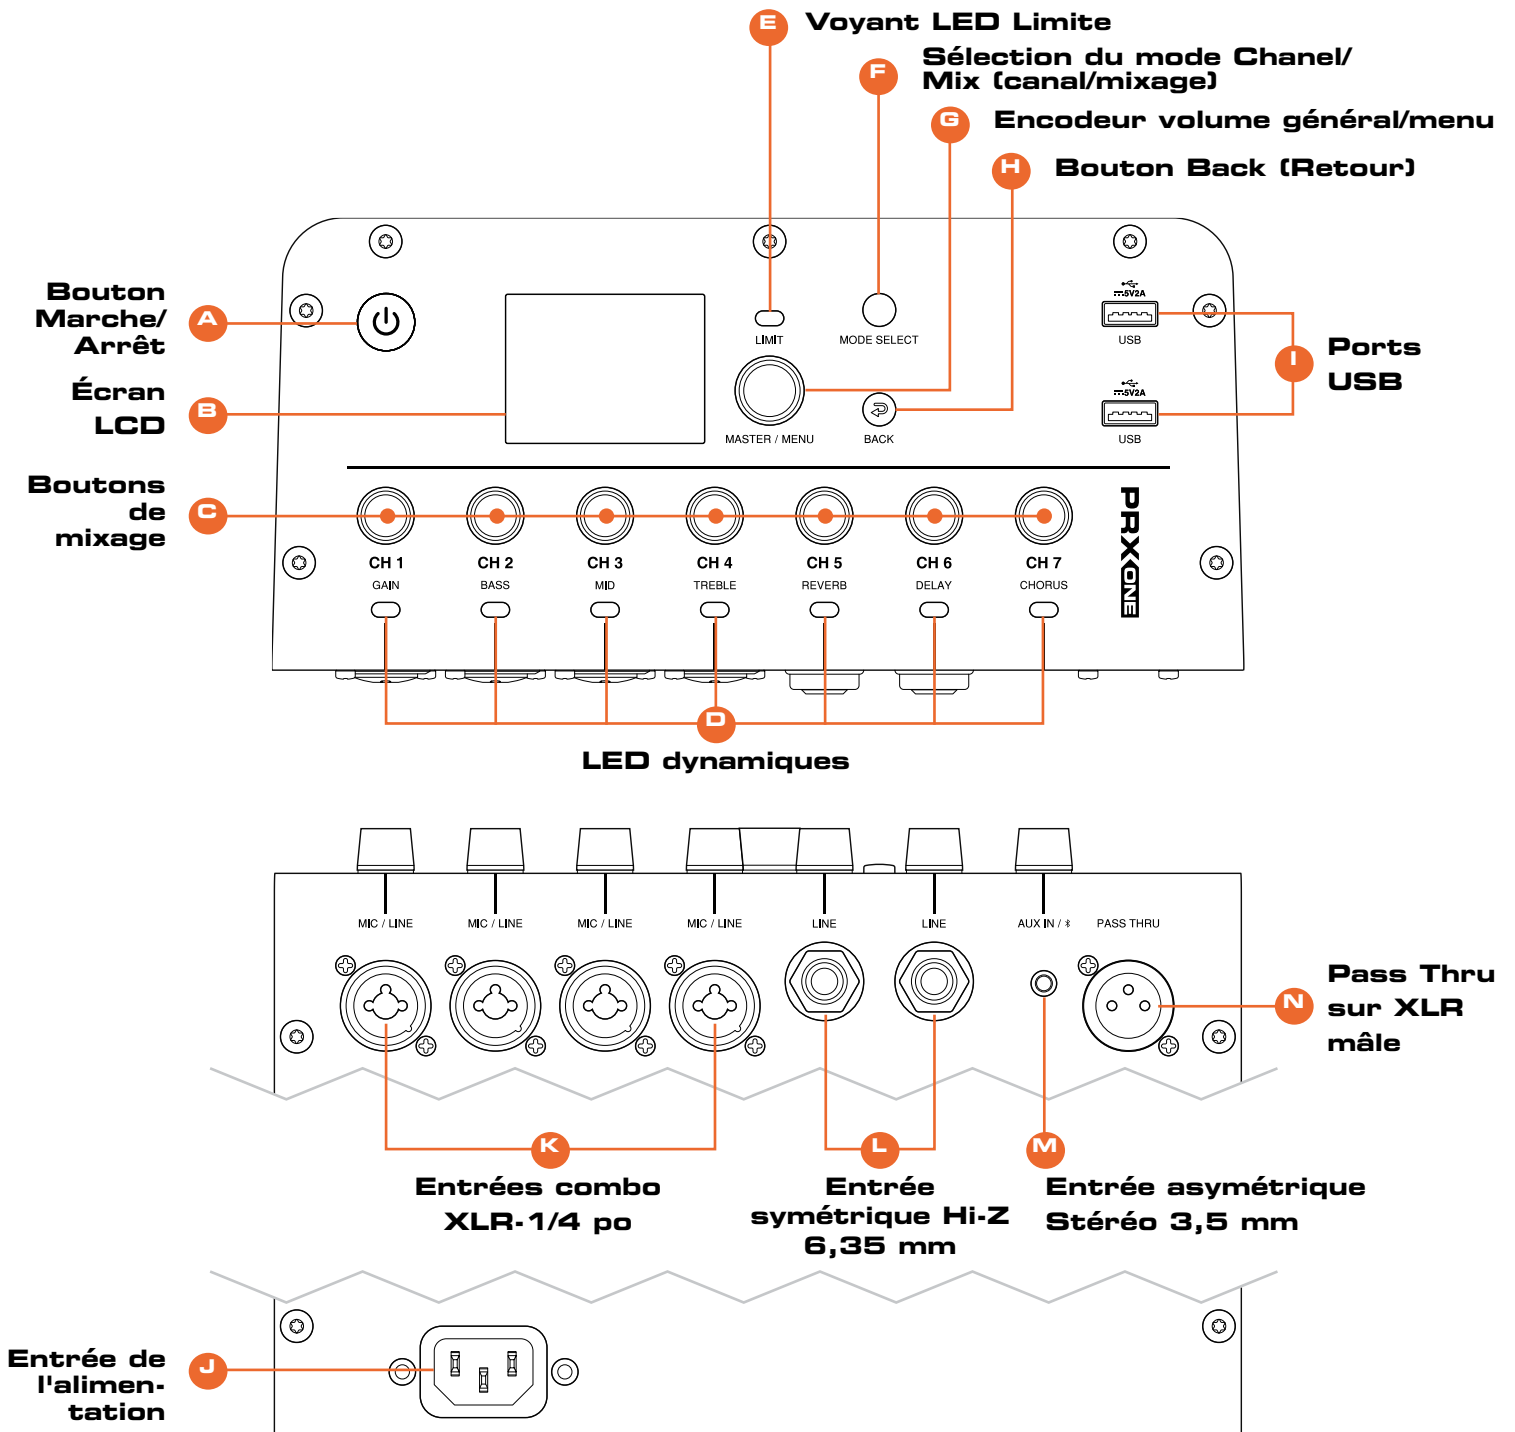 E Voyant LED Limite
F Sélection du mode Chanel/
Mix (canal/mixage)
G Encodeur volume général/menu
H Bouton Back (Retour)
Bouton
Marche/
Arrêt
A
Écran
LCD
B
Boutons
de
mixage
C
LIMIT
MODE SELECT
MASTER / MENU
BACK
5V2A
USB
5V2A
USB
I
Ports
USB
CH 1
CH 2
CH 3
CH 4
CH 5
CH 6
CH 7
GAIN
BASS
MID
TREBLE
REVERB
DELAY
CHORUS
PRXONE
D
LED dynamiques
MIC / LINE
MIC / LINE
MIC / LINE
MIC / LINE
LINE
LINE
AUX IN /
PASS THRU
N
Pass Thru
sur XLR
mâle
K
Entrées combo
XLR-1/4 po
L
Entrée
symétrique Hi-Z
6,35 mm
M
Entrée asymétrique
Stéréo 3,5 mm
Entrée de
l'alimen-
tation
J